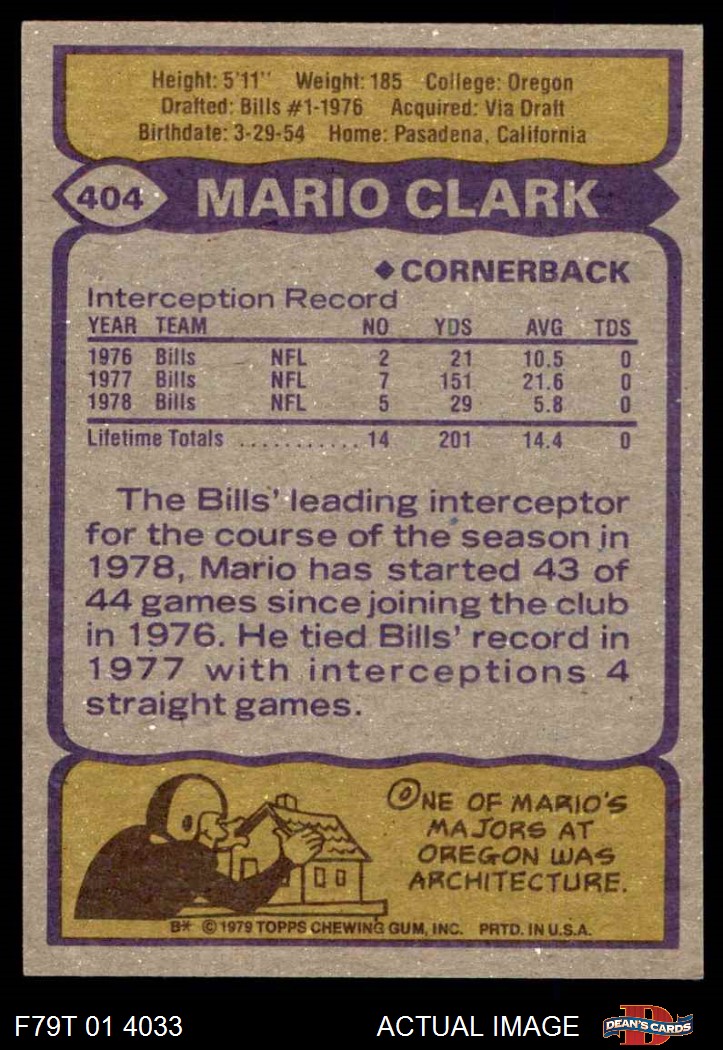 Height: 5'11" Weight: 185 College: Oregon
Drafted: Bills #1-1976 Acquired: Via Draft
Birthdate: 3-29-54 Home: Pasadena, California
404 MARIO CLARK
◆CORNERBACK
Interception Record
YEAR TEAM NO YDS AVG TDS
1976 Bills NFL 2 21 10.5 0
1977 Bills NFL 7 151 21.6 0
1978 Bills NFL 5 29 5.8 0
Lifetime Totals ............ 14 201 14.4 0
The Bills' leading interceptor
for the course of the season in
1978, Mario has started 43 of
44 games since joining the club
in 1976. He tied Bills' record in
1977 with interceptions 4
straight games.
ONE OF MARIO'S
MAJORS AT
OREGON WAS
ARCHITECTURE.
B* © 1979 TOPPS CHEWING GUM, INC. PRTD. IN U.S.A.
F79T 01 4033 ACTUAL IMAGE D DEAN'S CARDS